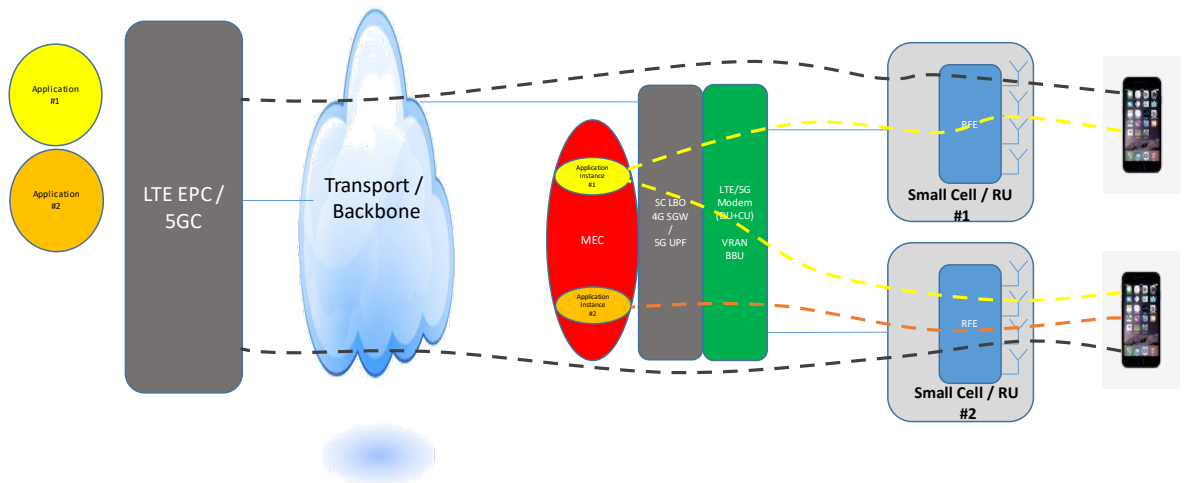 Application
#1
Application
#2
LTE EPC /
5GC
Transport /
Backbone
Application
Instance
#1
MEC
Application
Instance
#2
SC LBO
4G SGW
/
5G UPF
LTE/5G
Modem
(DU+CU)
VRAN
BBU
RFE
Small Cell / RU
#1
RFE
Small Cell / RU
#2